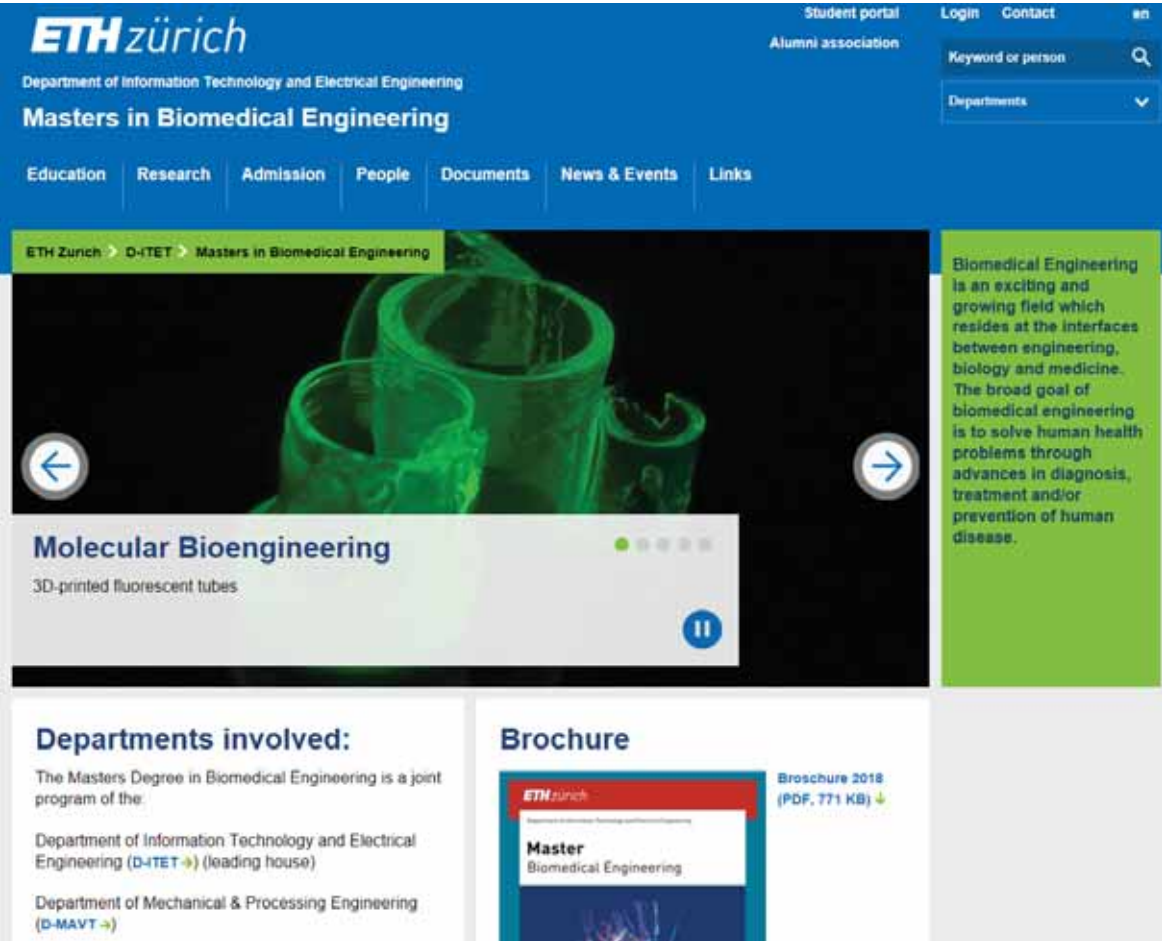 ETH zürich
Student portal
Login
Contact
en
Alumni association
Keyword or person
Department of Information Technology and Electrical Engineering
Departments
Masters in Biomedical Engineering
Education
Research
Admission
People
Documents
News & Events
Links
ETH Zurich
D-ITET
Masters in Biomedical Engineering
Biomedical Engineering
is an exciting and
growing field which
resides at the interfaces
between engineering,
biology and medicine.
The broad goal of
biomedical engineering
is to solve human health
problems through
advances in diagnosis,
treatment and/or
prevention of human
disease.
Molecular Bioengineering
3D-printed fluorescent tubes
Departments involved:
The Masters Degree in Biomedical Engineering is a joint
program of the:
Department of Information Technology and Electrical
Engineering (D-ITET→) (leading house)
Department of Mechanical & Processing Engineering
(D-MAVT→)
Brochure
ETH zürich
Master
Biomedical Engineering
Broschure 2018
(PDF, 771 KB)↓